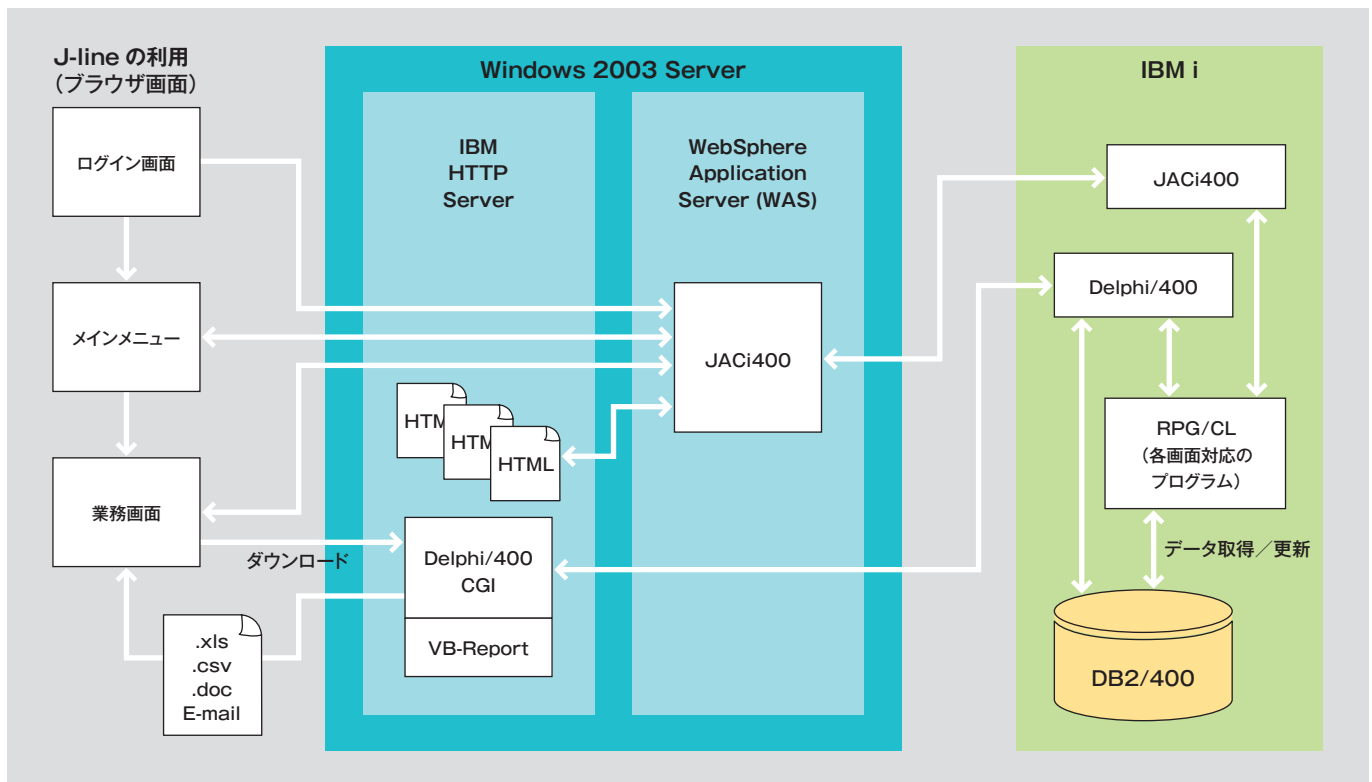 J-line の利用
（ブラウザ画面）
ログイン画面
メインメニュー
業務画面
ダウンロード
.xls
.csv
.doc
E-mail
Windows 2003 Server
IBM
HTTP
Server
HTM
HTM
HTML
Delphi/400
CGI
VB-Report
WebSphere
Application
Server (WAS)
JACi400
IBM i
JACi400
Delphi/400
RPG/CL
（各画面対応の
プログラム）
データ取得／更新
DB2/400